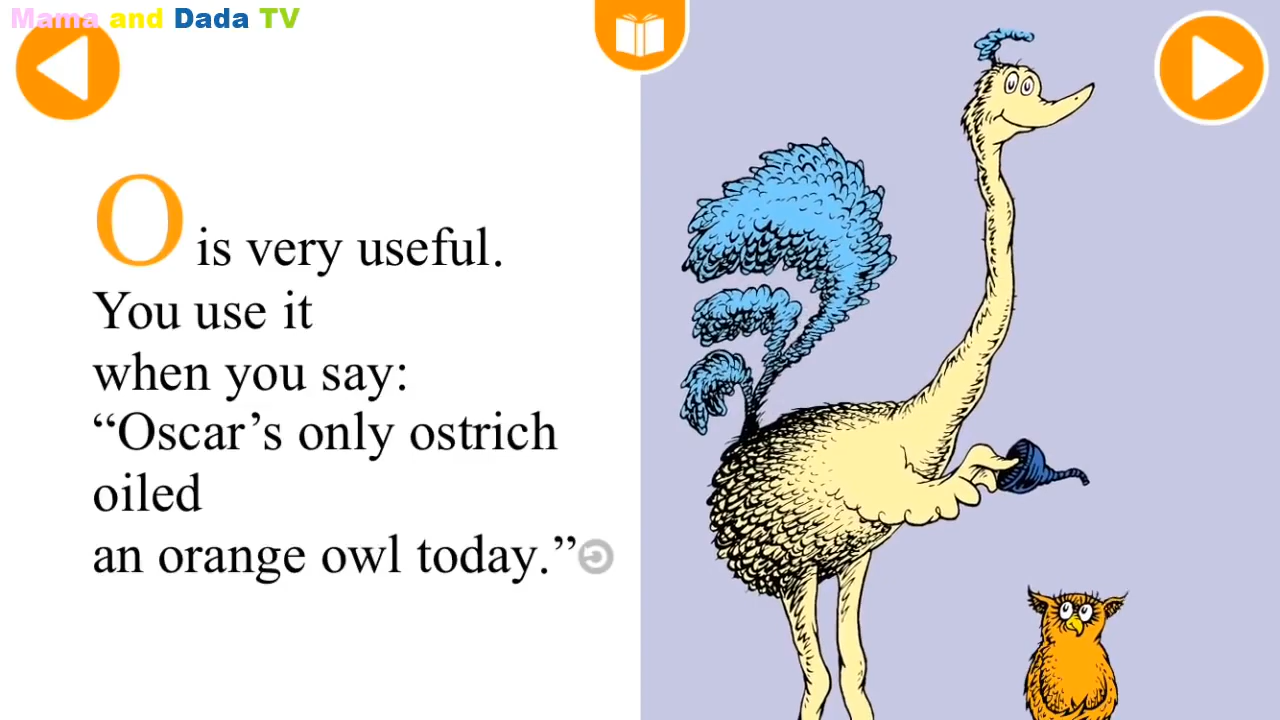 Mama and Dada TV
O is very useful.
You use it
when you say:
“Oscar’s only ostrich
oiled
an orange owl today.”